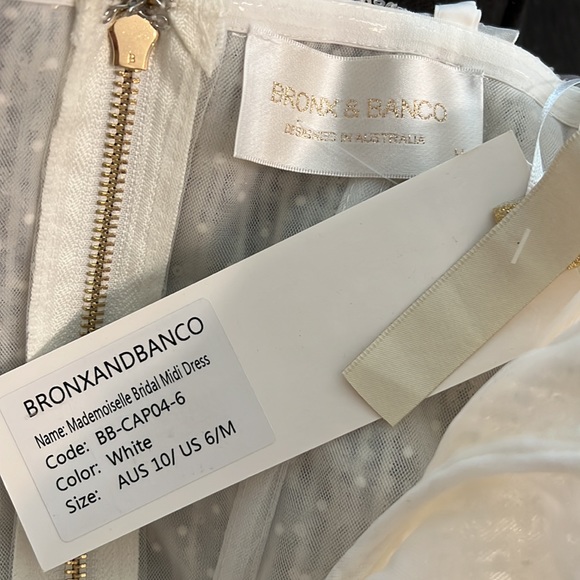 B
BRONX & BANCO
DESIGNED IN AUSTRALIA
BRONXANDBANCO
Name: Mademoiselle Bridal Midi Dress
Code: BB-CAP04-6
Color: White
Size: AUS 10/ US 6/M